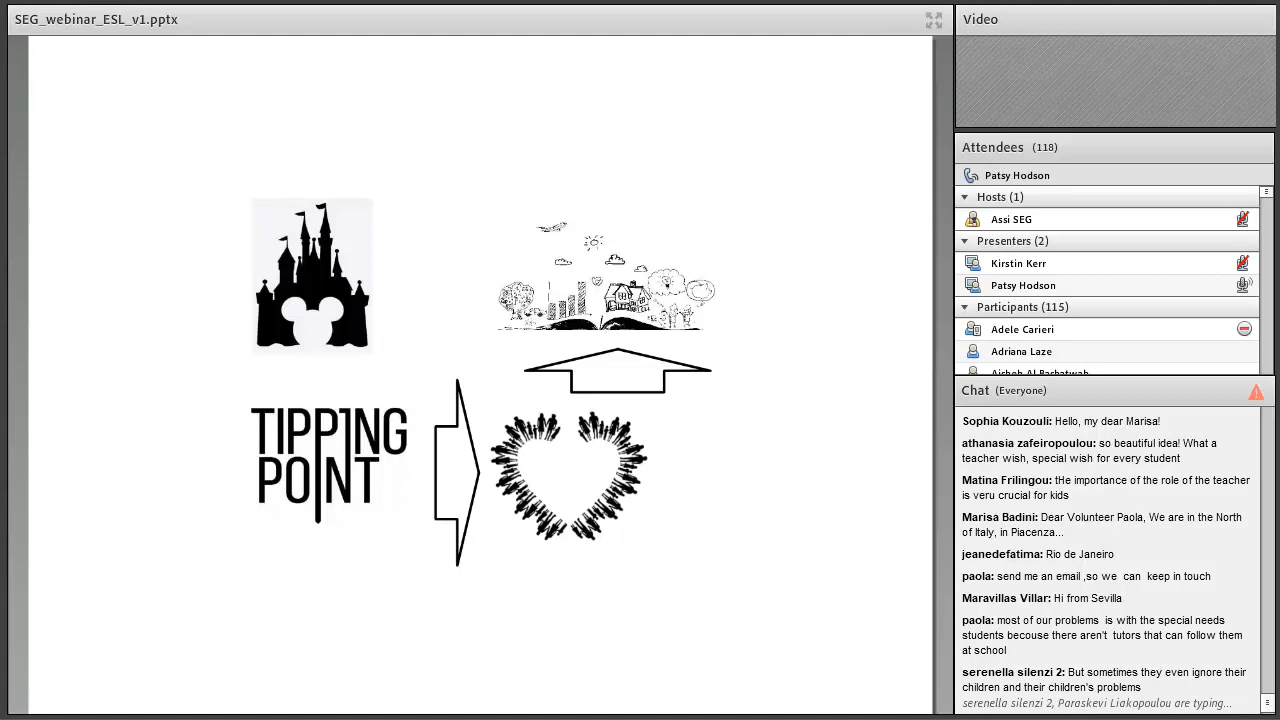 SEG_webinar_ESL_v1.pptx
TIPPING
POINT
Video
Attendees (118)
Patsy Hodson
Hosts (1)
Assi SEG
Presenters (2)
Kirstin Kerr
Patsy Hodson
Participants (115)
Adele Carieri
Adriana Laze
Chat (Everyone)
Sophia Kouzouli: Hello, my dear Marisa!
athanasia zafeiropoulou: so beautiful idea! What a
teacher wish, special wish for every student
Matina Filingou: tHe importance of the role of the teacher
is veru crucial for kids
Marisa Badini: Dear Volunteer Paola, We are in the North
of Italy, in Piacenza...
jeanedefatima: Rio de Janeiro
paola: send me an email ,so we can keep in touch
Maravillas Villar: Hi from Sevilla
paola: most of our problems is with the special needs
students becouse there aren't tutors that can follow them
at school
serenella silenzi 2: But sometimes they even ignore their
children and their children's problems
serenella silenzi 2, Paraskevi Liakopoulou are typing...